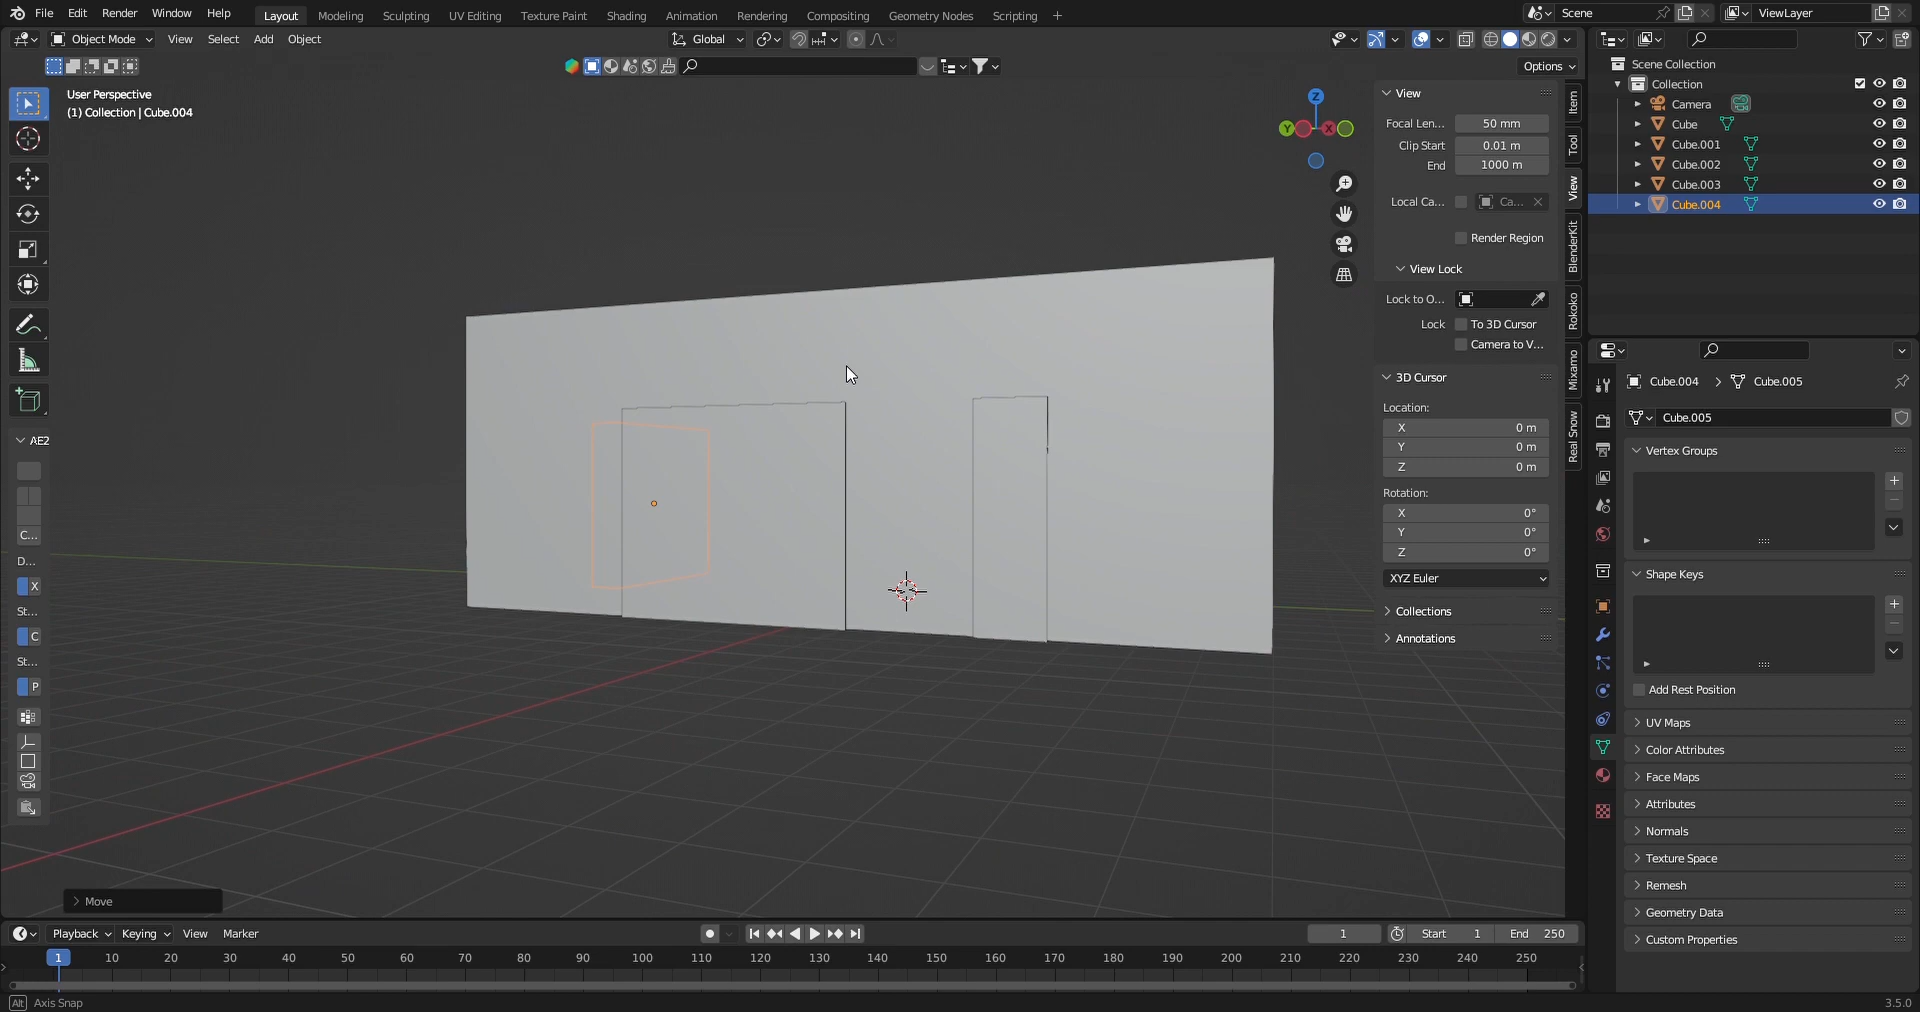 File Edit Render Window Help Layout Modeling Sculpting UV Editing Texture Paint Shading Animation Rendering Compositing Geometry Nodes Scripting + Scene ViewLayer
Object Mode View Select Add Object Global
Options
User Perspective
(1) Collection | Cube.004
Z
Y
X
View
Focal Len... 50 mm
Clip Start 0.01 m
End 1000 m
Local Ca... Ca...
Render Region
View Lock
Lock to O...
Lock To 3D Cursor
Camera to V...
3D Cursor
Location:
X 0 m
Y 0 m
Z 0 m
Rotation:
X 0°
Y 0°
Z 0°
XYZ Euler
Collections
Annotations
Item
Tool
View
BlenderKit
Rokoko
Mixamo
Real Snow
Scene Collection
Collection
Camera
Cube
Cube.001
Cube.002
Cube.003
Cube.004
Cube.004 > Cube.005
Cube.005
Vertex Groups
Shape Keys
Add Rest Position
UV Maps
Color Attributes
Face Maps
Attributes
Normals
Texture Space
Remesh
Geometry Data
Custom Properties
AE2
C...
D...
X
St...
C
St...
P
Move
Playback Keying View Marker 1 Start 1 End 250
1 10 20 30 40 50 60 70 80 90 100 110 120 130 140 150 160 170 180 190 200 210 220 230 240 250
Alt Axis Snap 3.5.0